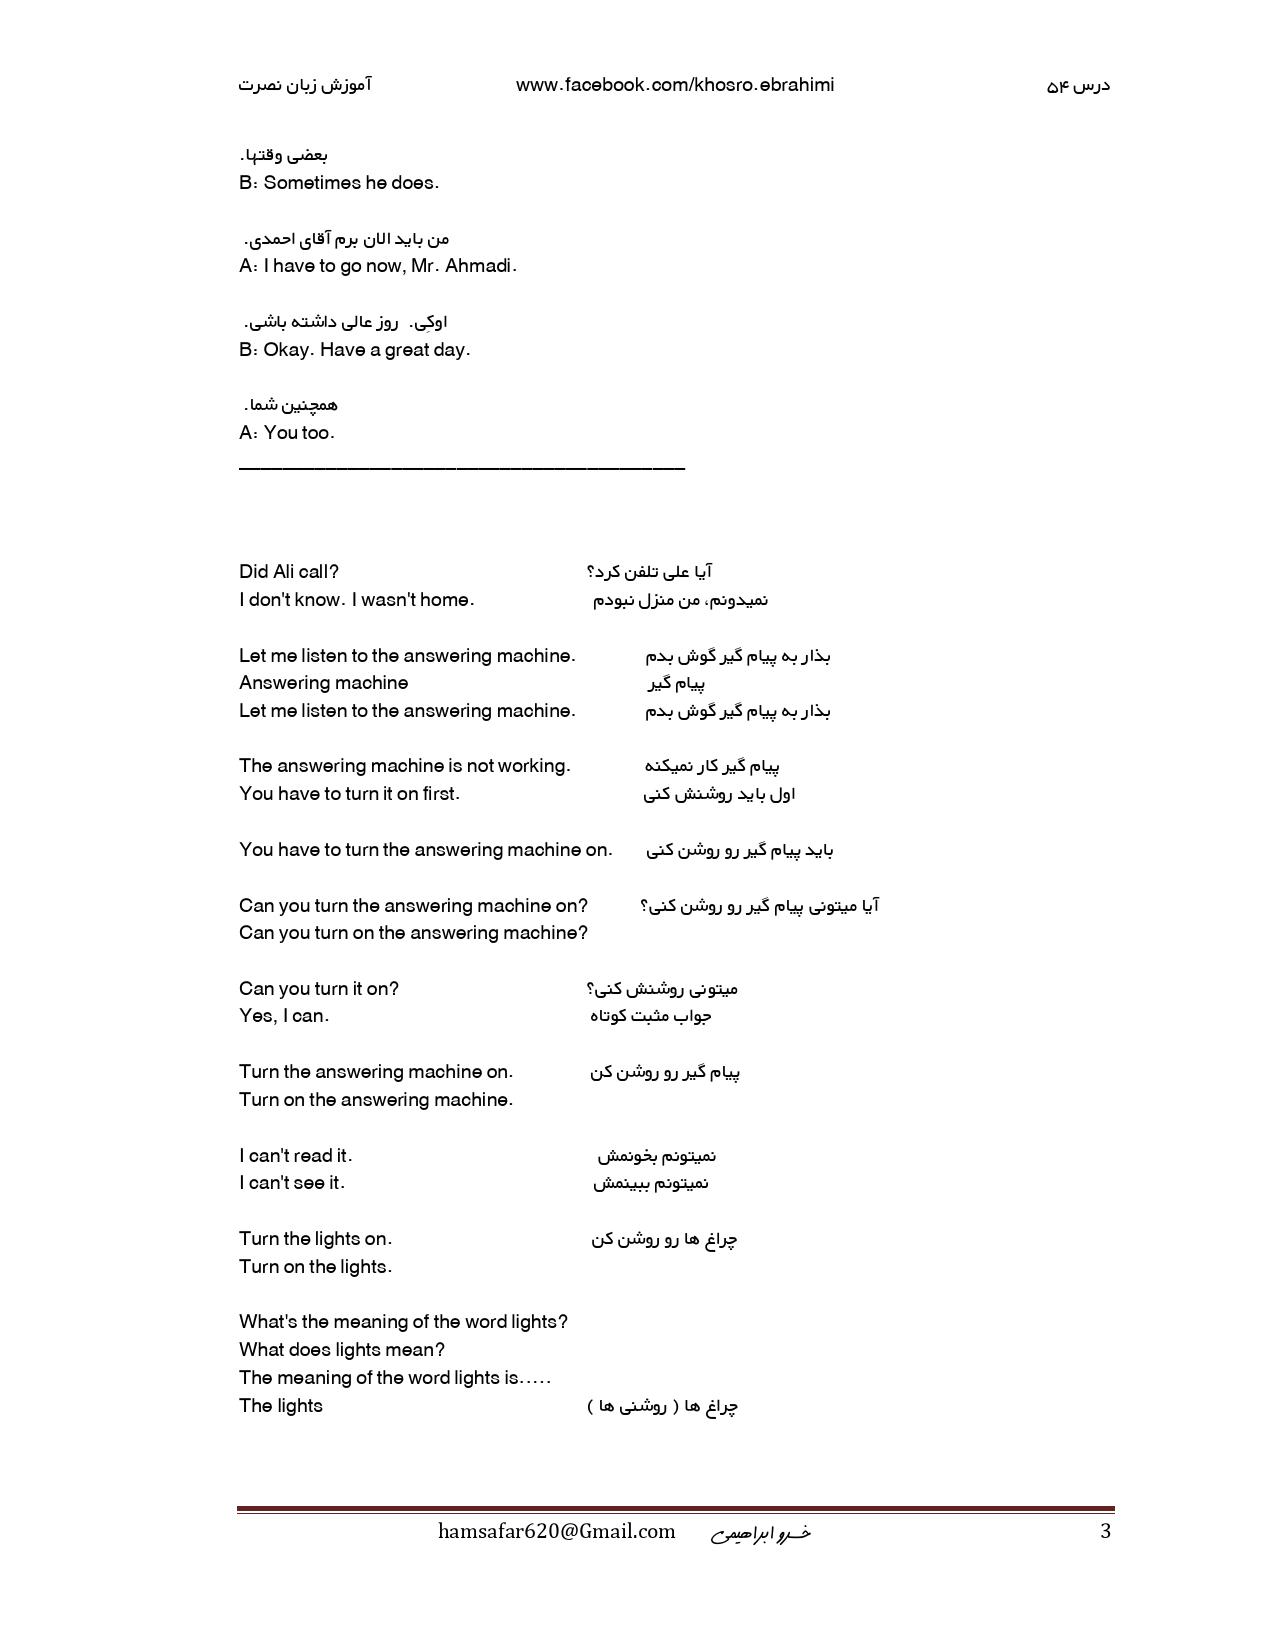 آموزش زبان نصرت www.facebook.com/khosro.ebrahimi درس ۵۴
بعضی وقتها.
B: Sometimes he does.
من باید الان برم آقای احمدی.
A: I have to go now, Mr. Ahmadi.
اوکِی. روز عالی داشته باشی.
B: Okay. Have a great day.
همچنین شما.
A: You too.
Did Ali call? آیا علی تلفن کرد؟
I don't know. I wasn't home. نمیدونم، من منزل نبودم
Let me listen to the answering machine. بذار به پیام گیر گوش بدم
Answering machine پیام گیر
Let me listen to the answering machine. بذار به پیام گیر گوش بدم
The answering machine is not working. پیام گیر کار نمیکنه
You have to turn it on first. اول باید روشنش کنی
You have to turn the answering machine on. باید پیام گیر رو روشن کنی
Can you turn the answering machine on? آیا میتونی پیام گیر رو روشن کنی؟
Can you turn on the answering machine?
Can you turn it on? میتونی روشنش کنی؟
Yes, I can. جواب مثبت کوتاه
Turn the answering machine on. پیام گیر رو روشن کن
Turn on the answering machine.
I can't read it. نمیتونم بخونمش
I can't see it. نمیتونم ببینمش
Turn the lights on. چراغ ها رو روشن کن
Turn on the lights.
What's the meaning of the word lights?
What does lights mean?
The meaning of the word lights is.....
The lights چراغ ها ( روشنی ها )
hamsafar620@Gmail.com خسرو ابراهیمی 3